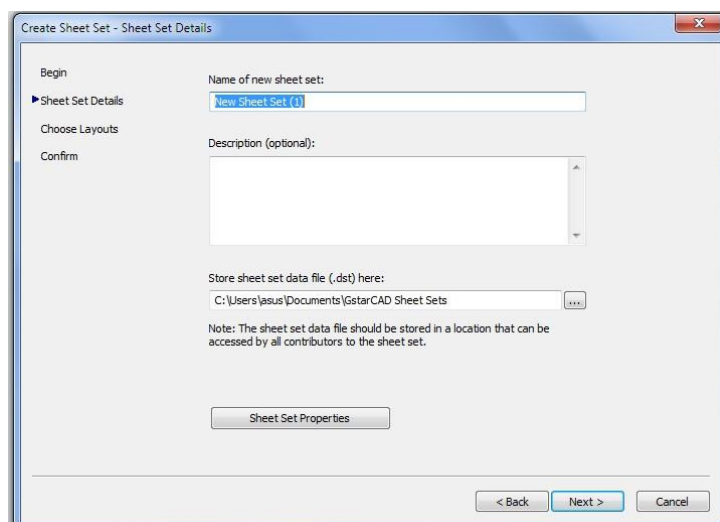 Create Sheet Set - Sheet Set Details
Begin
Sheet Set Details
Choose Layouts
Confirm
Name of new sheet set:
New Sheet Set (1)
Description (optional):
Store sheet set data file (.dst) here:
C:\Users\asus\Documents\GstarCAD Sheet Sets
...
Note: The sheet set data file should be stored in a location that can be
accessed by all contributors to the sheet set.
Sheet Set Properties
< Back
Next >
Cancel